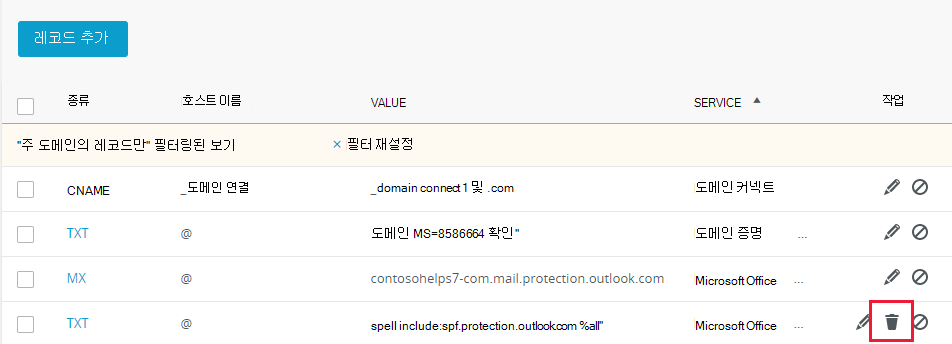 레코드 추가
종류 호스트 이름 VALUE SERVICE 작업
"주 도메인의 레코드만" 필터링된 보기 × 필터 재설정
CNAME _도메인 연결 _domain connect1 및 .com 도메인 커넥트
TXT @ 도메인 MS=8586664 확인" 도메인 증명 ...
MX @ contosohelps7-com.mail.protection.outlook.com Microsoft Office ...
TXT @ spell include:spf.protection.outlook.com %all" Microsoft Office ...